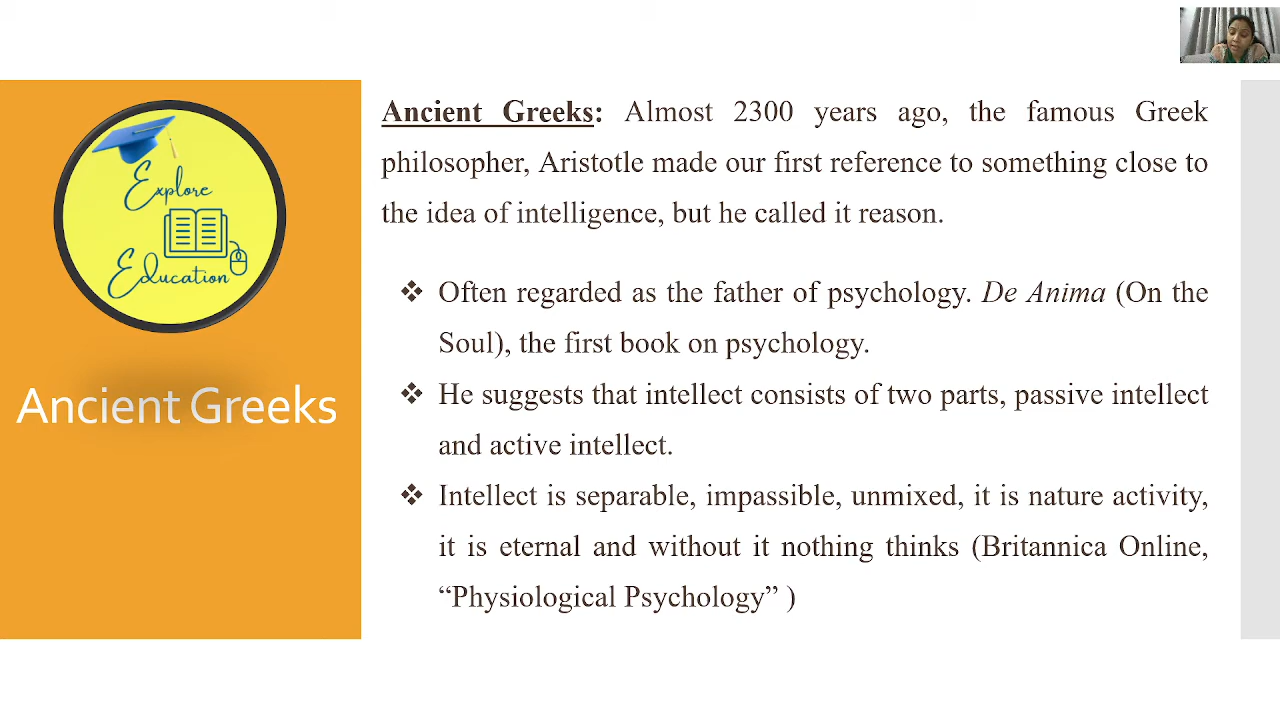 Explore
Education
Ancient Greeks
Ancient Greeks: Almost 2300 years ago, the famous Greek
philosopher, Aristotle made our first reference to something close to
the idea of intelligence, but he called it reason.
❖ Often regarded as the father of psychology. De Anima (On the
Soul), the first book on psychology.
❖ He suggests that intellect consists of two parts, passive intellect
and active intellect.
❖ Intellect is separable, impassible, unmixed, it is nature activity,
it is eternal and without it nothing thinks (Britannica Online,
“Physiological Psychology” )